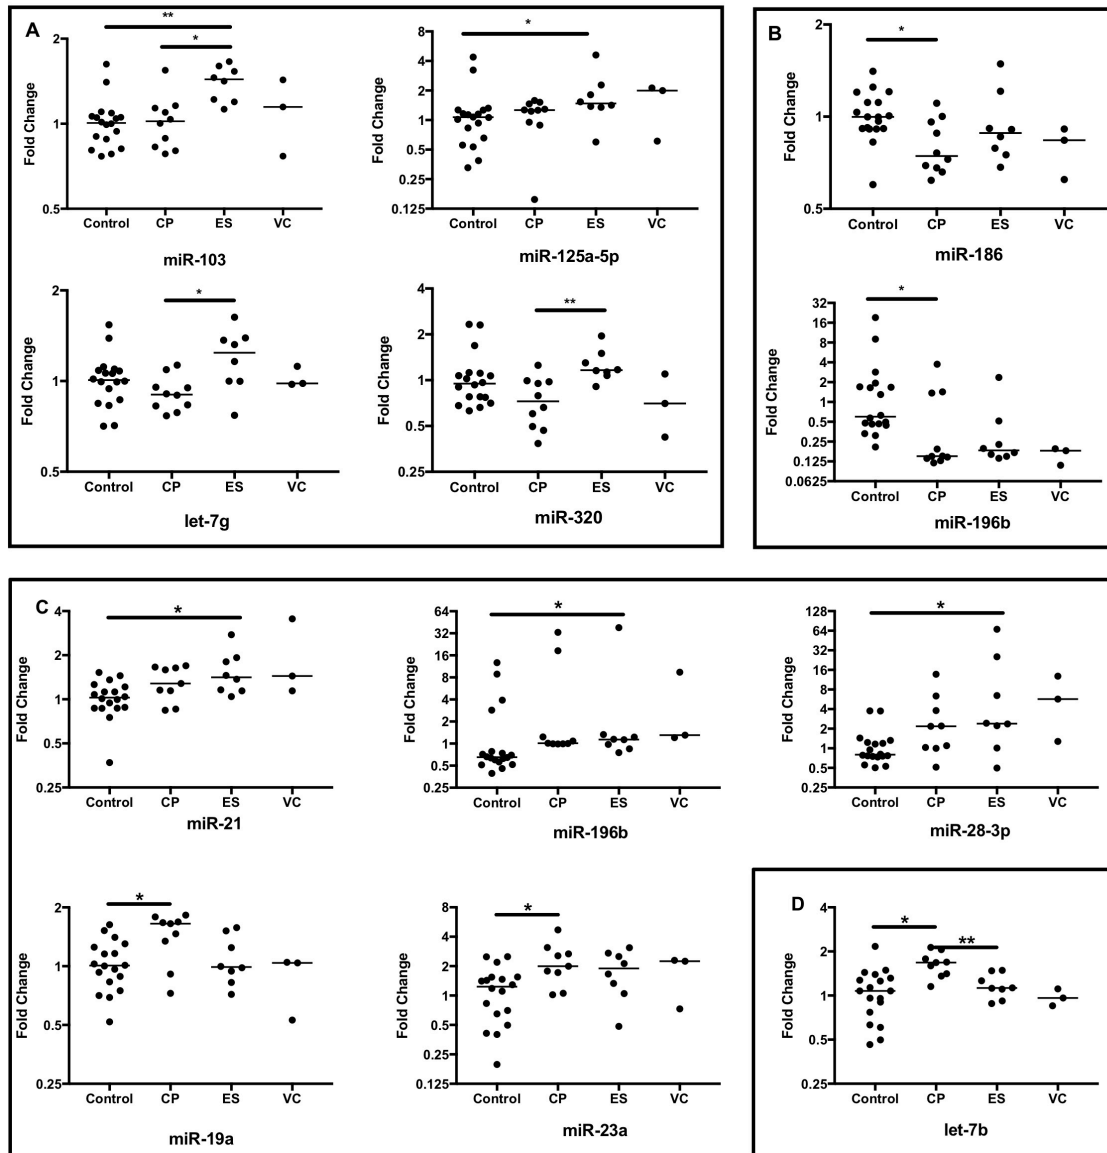 A
**
*
2
1
0.5
Fold Change
Control CP ES VC
miR-103
*
8
4
2
1
0.5
0.25
0.125
Fold Change
Control CP ES VC
miR-125a-5p
*
2
1
0.5
Fold Change
Control CP ES VC
let-7g
**
4
2
1
0.5
0.25
Fold Change
Control CP ES VC
miR-320
B
*
2
1
0.5
Fold Change
Control CP ES VC
miR-186
*
32
16
8
4
2
1
0.5
0.25
0.125
0.0625
Fold Change
Control CP ES VC
miR-196b
C
*
4
2
1
0.5
0.25
Fold Change
Control CP ES VC
miR-21
*
64
32
16
8
4
2
1
0.5
0.25
Fold Change
Control CP ES VC
miR-196b
*
128
64
32
16
8
4
2
1
0.5
0.25
Fold Change
Control CP ES VC
miR-28-3p
*
2
1
0.5
0.25
Fold Change
Control CP ES VC
miR-19a
*
8
4
2
1
0.5
0.25
0.125
Fold Change
Control CP ES VC
miR-23a
D
*
**
4
2
1
0.5
0.25
Fold Change
Control CP ES VC
let-7b